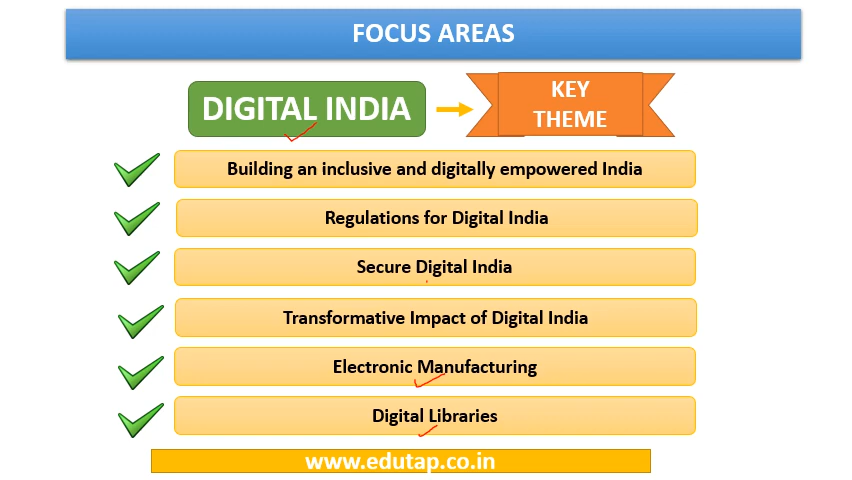 FOCUS AREAS
DIGITAL INDIA
KEY
THEME
Building an inclusive and digitally empowered India
Regulations for Digital India
Secure Digital India
Transformative Impact of Digital India
Electronic Manufacturing
Digital Libraries
www.edutap.co.in